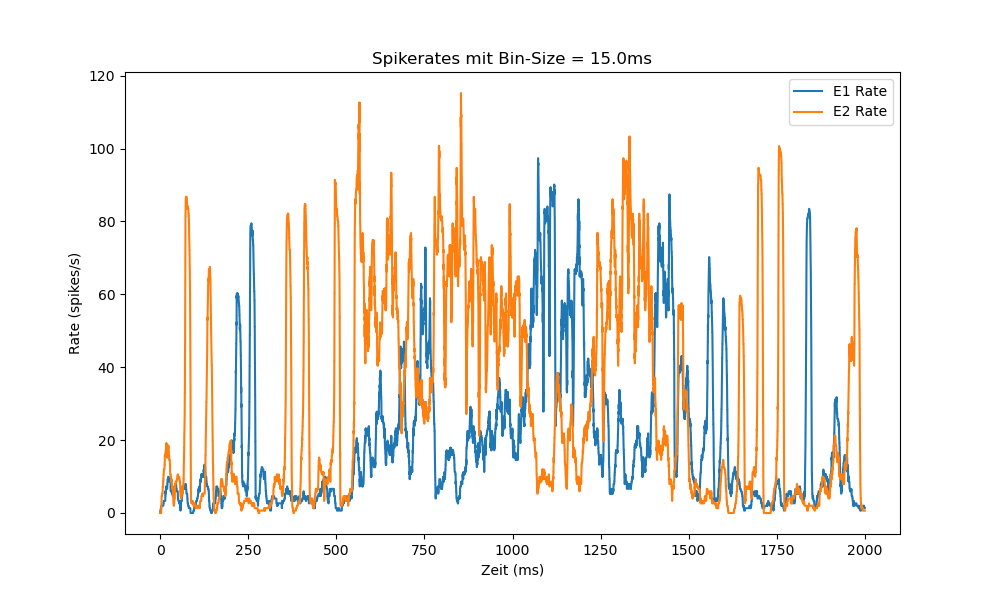 Spikerates mit Bin-Size = 15.0ms
E1 Rate
E2 Rate
Rate (spikes/s)
120
100
80
60
40
20
0
0 250 500 750 1000 1250 1500 1750 2000
Zeit (ms)